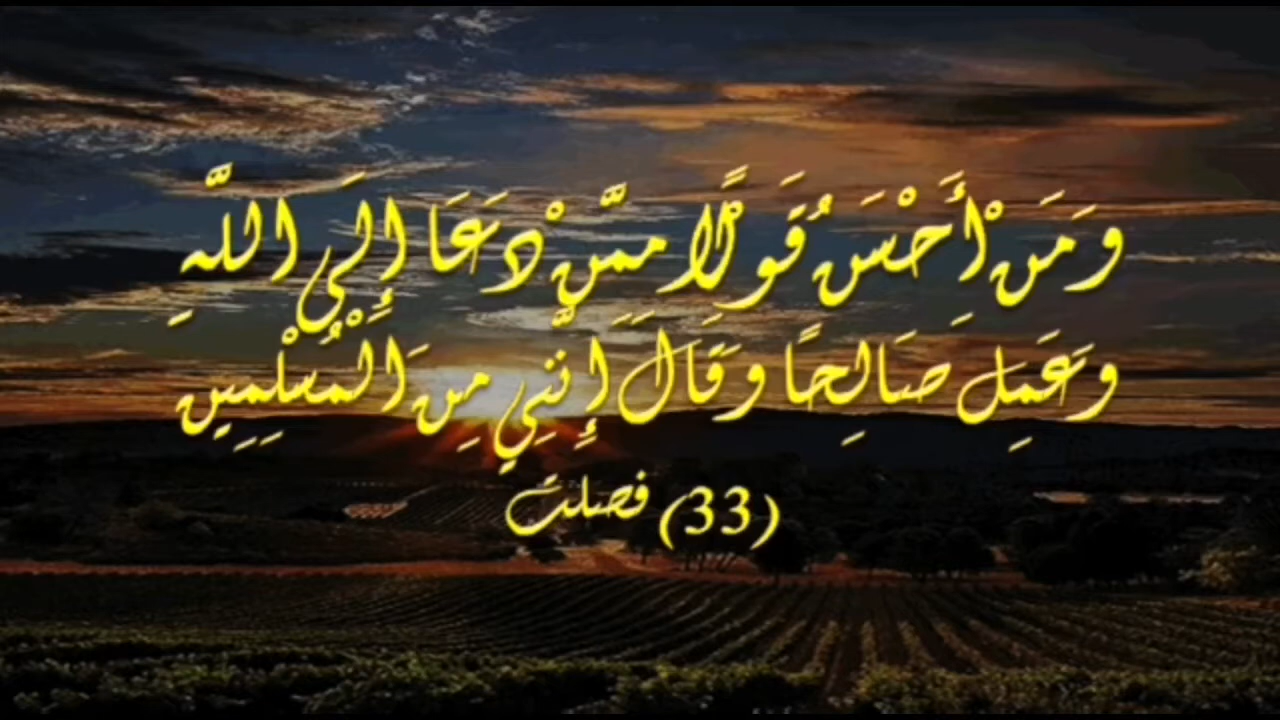 وَمَنْ أَحْسَنُ قَوْلًا مِمَّنْ دَعَا إِلَى اللَّهِ
وَعَمِلَ صَالِحًا وَقَالَ إِنَّنِي مِنَ الْمُسْلِمِين
(33) فصلت